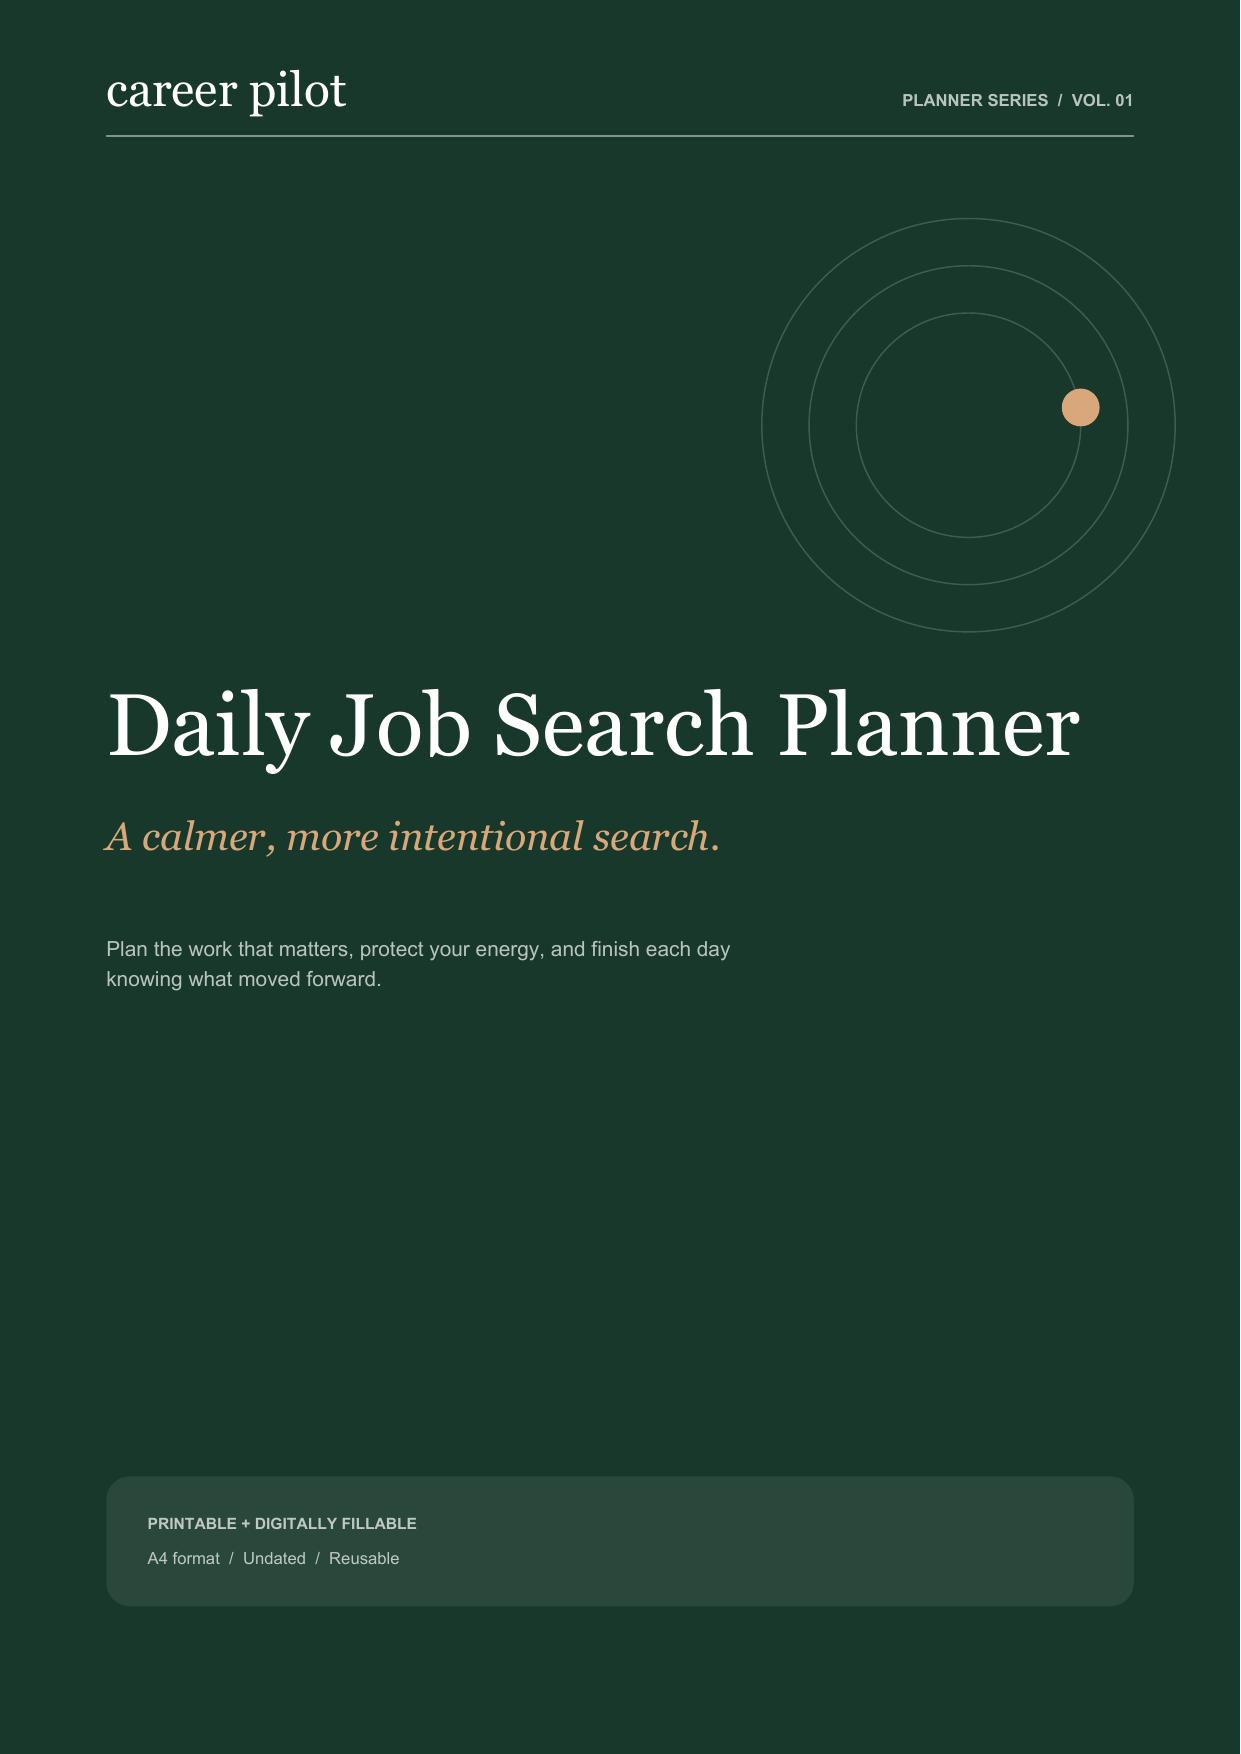 career pilot
PLANNER SERIES / VOL. 01
Daily Job Search Planner
A calmer, more intentional search.
Plan the work that matters, protect your energy, and finish each day
knowing what moved forward.
PRINTABLE + DIGITALLY FILLABLE
A4 format / Undated / Reusable